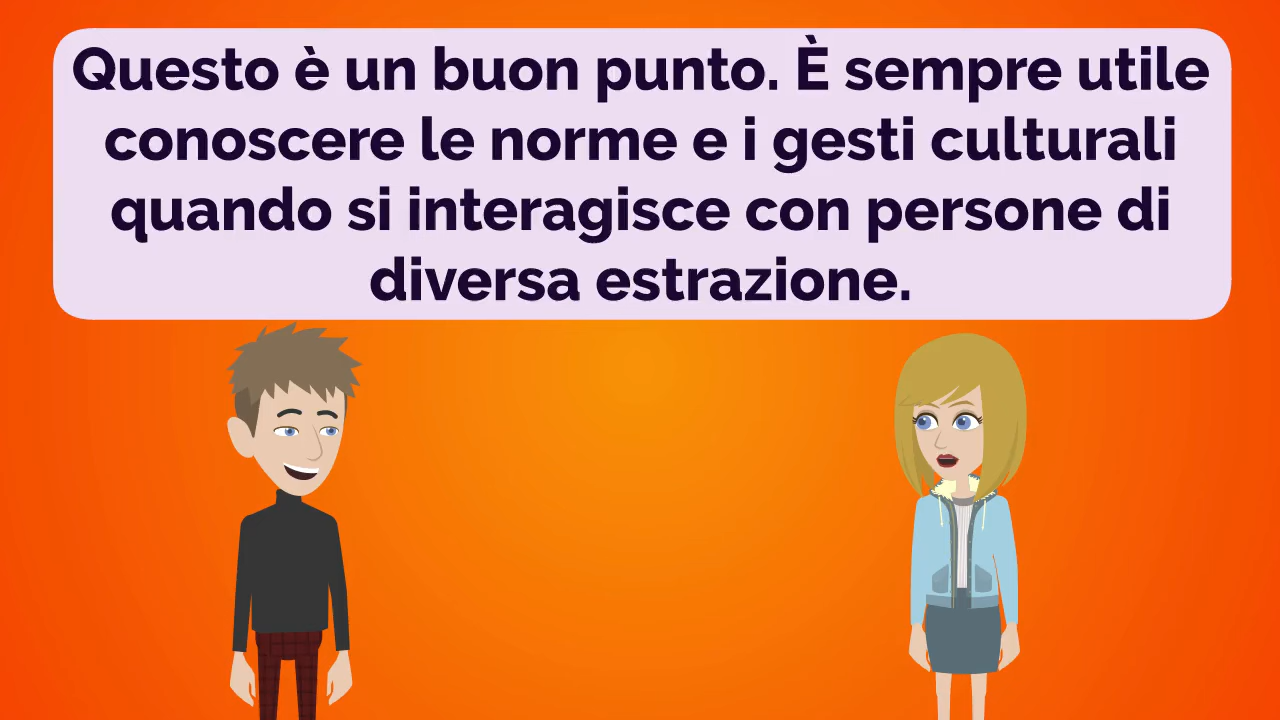 Questo è un buon punto. È sempre utile
conoscere le norme e i gesti culturali
quando si interagisce con persone di
diversa estrazione.